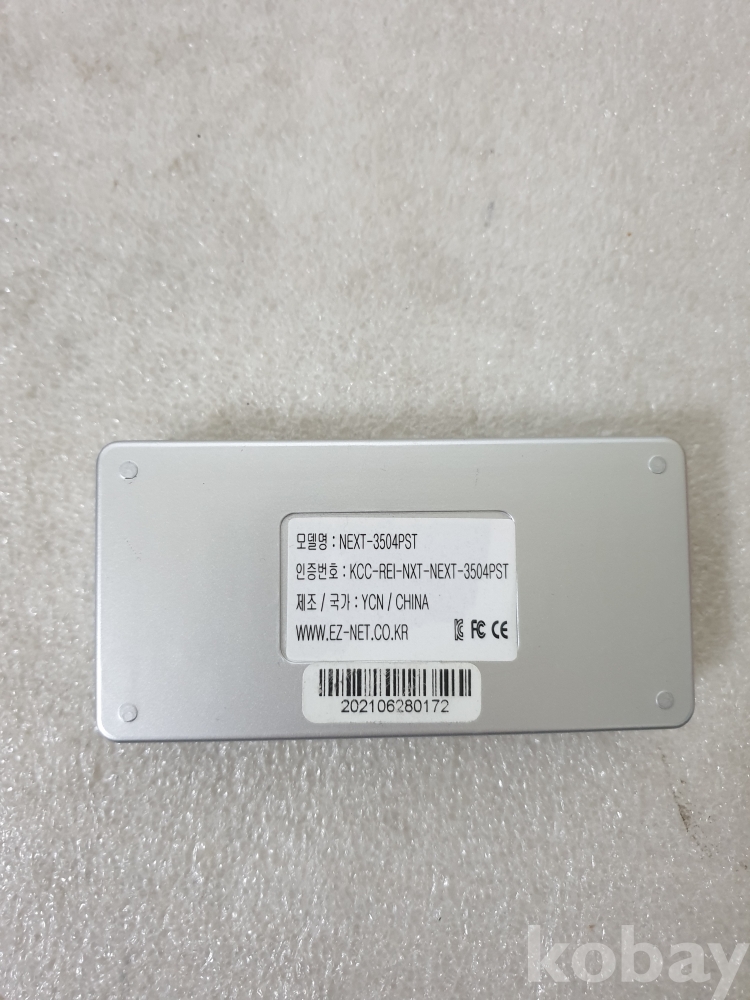 모델명 : NEXT-3504PST
인증번호 : KCC-REI-NXT-NEXT-3504PST
제조 / 국가 : YCN / CHINA
WWW.EZ-NET.CO.KR FC CE
202106280172
kobay